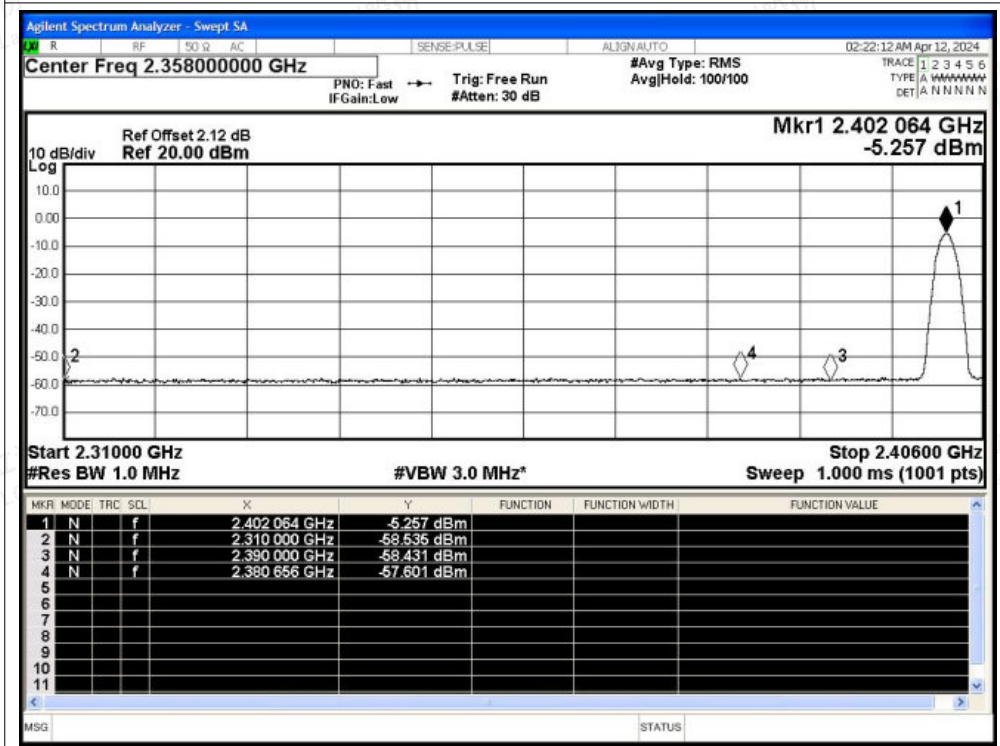 Agilent Spectrum Analyzer - Swept SA
LXI R RF 50 Ω AC SENSE:PULSE ALIGN AUTO 02:22:12 AM Apr 12, 2024
Center Freq 2.358000000 GHz
PNO: Fast
IFGain:Low
Trig: Free Run
#Atten: 30 dB
#Avg Type: RMS
Avg|Hold: 100/100
TRACE 1 2 3 4 5 6
TYPE A WWWWW
DET A N N N N N
Ref Offset 2.12 dB
10 dB/div Ref 20.00 dBm
Log
Mkr1 2.402 064 GHz
-5.257 dBm
10.0
0.00
-10.0
-20.0
-30.0
-40.0
-50.0
-60.0
-70.0
1
2
4
3
Start 2.31000 GHz Stop 2.40600 GHz
#Res BW 1.0 MHz #VBW 3.0 MHz* Sweep 1.000 ms (1001 pts)
MKR MODE TRC SCL X Y FUNCTION FUNCTION WIDTH FUNCTION VALUE
1 N f 2.402 064 GHz -5.257 dBm
2 N f 2.310 000 GHz -58.535 dBm
3 N f 2.390 000 GHz -58.431 dBm
4 N f 2.380 656 GHz -57.601 dBm
5
6
7
8
9
10
11
MSG STATUS